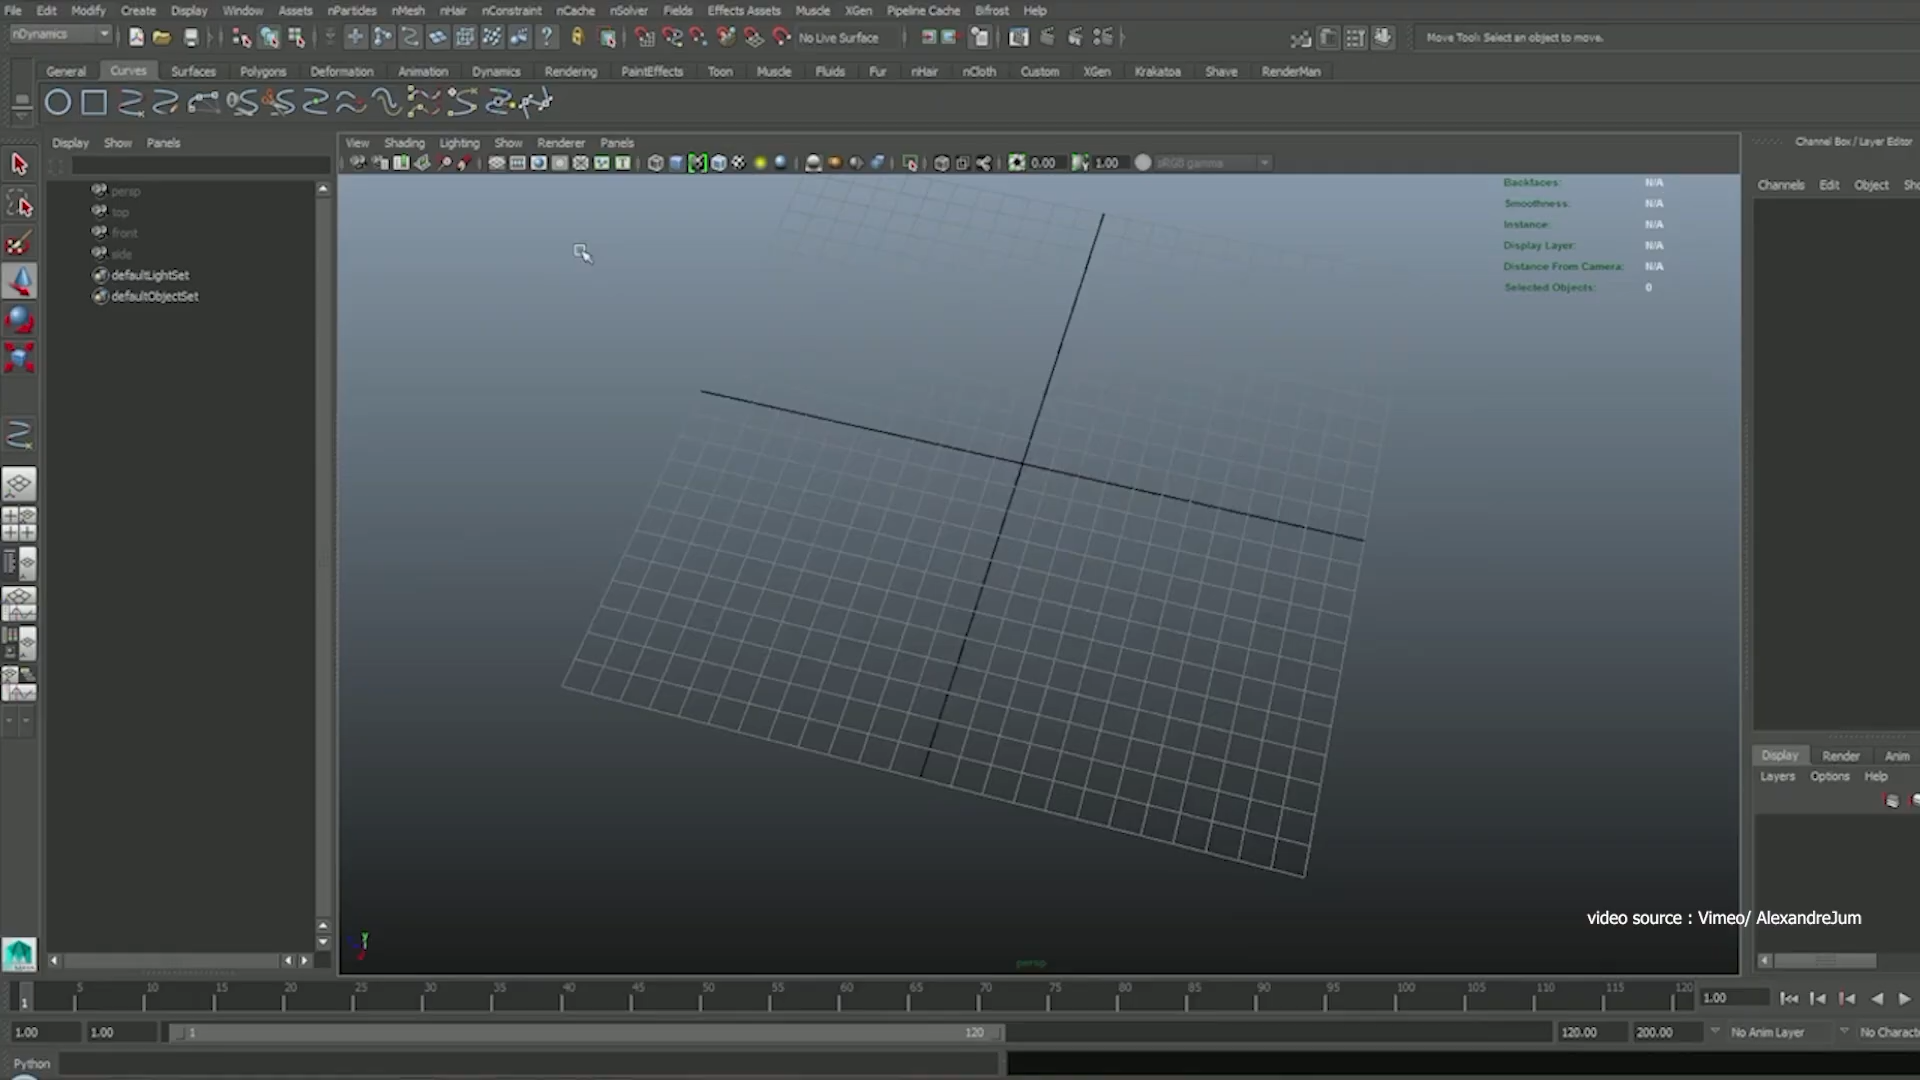 File Edit Modify Create Display Window Assets nParticles nMesh nHair nConstraint nCache nSolver Fields Effects Assets Muscle XGen Pipeline Cache Bifrost Help
nDynamics
No Live Surface
Move Tool: Select an object to move.
General Curves Surfaces Polygons Deformation Animation Dynamics Rendering PaintEffects Toon Muscle Fluids Fur nHair nCloth Custom XGen Krakatoa Shave RenderMan
Display Show Panels
View Shading Lighting Show Renderer Panels
Channel Box / Layer Editor
0.00 1.00 sRGB gamma
Channels Edit Object Sho
persp
top
front
side
defaultLightSet
defaultObjectSet
Backfaces: N/A
Smoothness: N/A
Instance: N/A
Display Layer: N/A
Distance From Camera: N/A
Selected Objects: 0
Display Render Anim
Layers Options Help
video source : Vimeo/ AlexandreJum
y
persp
1 5 10 15 20 25 30 35 40 45 50 55 60 65 70 75 80 85 90 95 100 105 110 115 120
1.00
1.00 1.00 1 120 120.00 200.00 No Anim Layer No Characte
Python